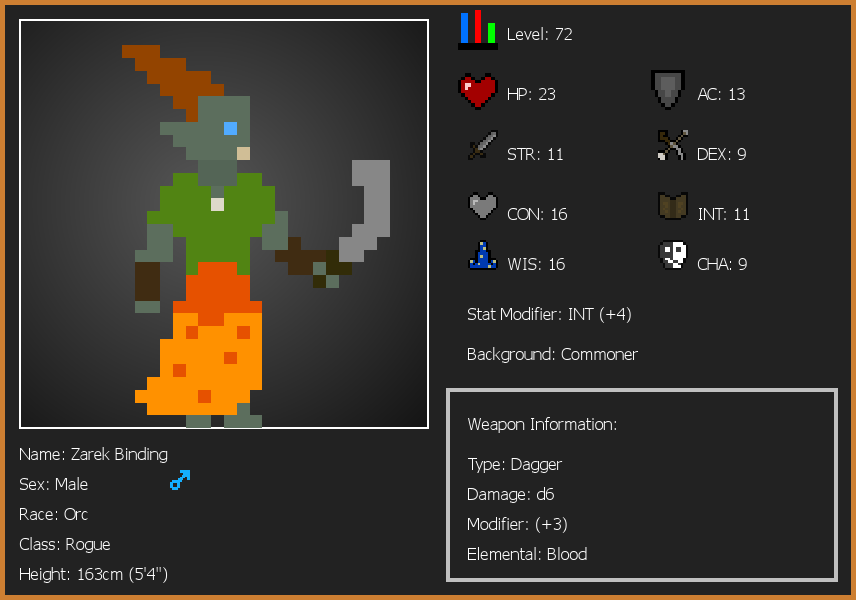 Level: 72
HP: 23
AC: 13
STR: 11
DEX: 9
CON: 16
INT: 11
WIS: 16
CHA: 9
Stat Modifier: INT (+4)
Background: Commoner
Weapon Information:
Type: Dagger
Damage: d6
Modifier: (+3)
Elemental: Blood
Name: Zarek Binding
Sex: Male
Race: Orc
Class: Rogue
Height: 163cm (5'4")